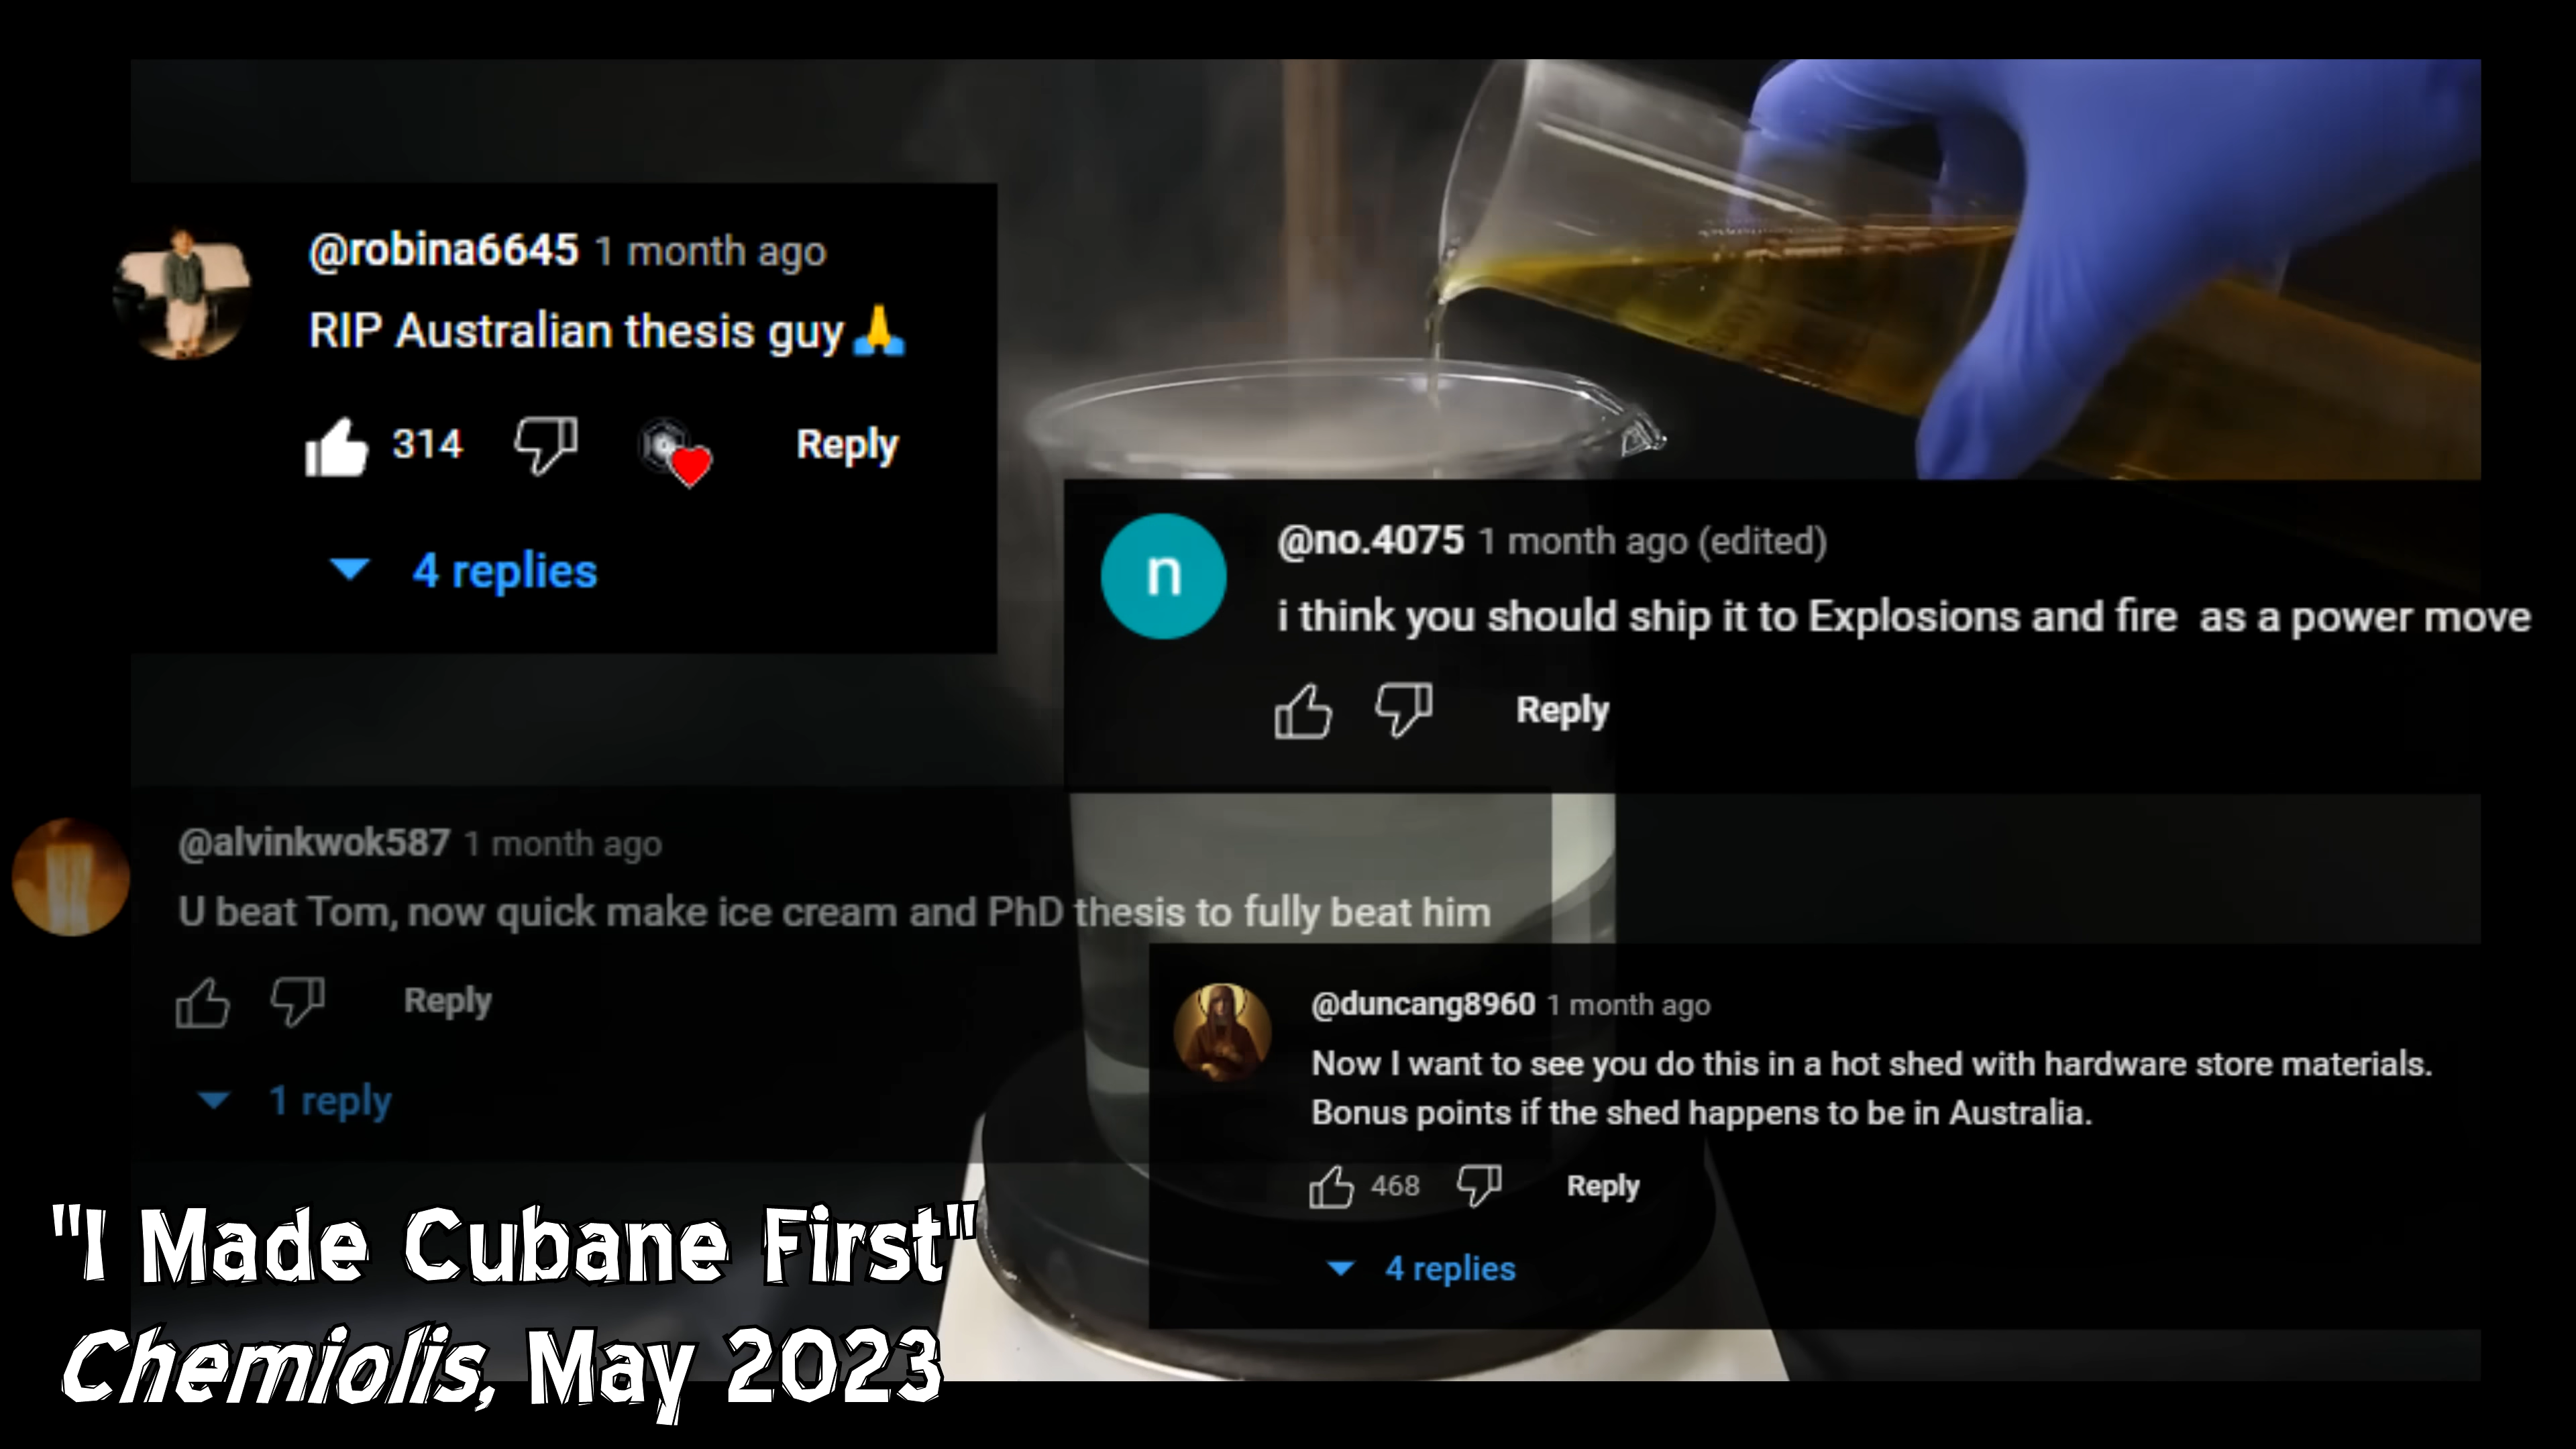 @robina6645 1 month ago
RIP Australian thesis guy🙏
314 Reply
4 replies
n
@no.4075 1 month ago (edited)
i think you should ship it to Explosions and fire  as a power move
Reply
@alvinkwok587 1 month ago
U beat Tom, now quick make ice cream and PhD thesis to fully beat him
Reply
1 reply
@duncang8960 1 month ago
Now I want to see you do this in a hot shed with hardware store materials.
Bonus points if the shed happens to be in Australia.
468 Reply
4 replies
"I Made Cubane First"
Chemiolis, May 2023